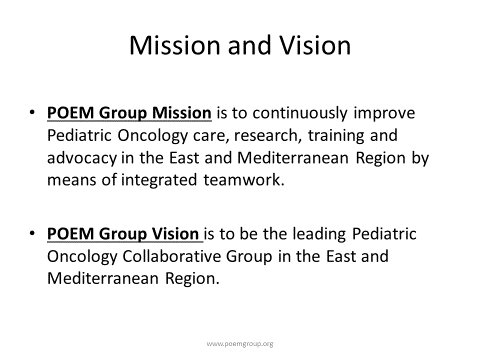 Mission and Vision
• POEM Group Mission is to continuously improve
Pediatric Oncology care, research, training and
advocacy in the East and Mediterranean Region by
means of integrated teamwork.
• POEM Group Vision is to be the leading Pediatric
Oncology Collaborative Group in the East and
Mediterranean Region.
www.poemgroup.org